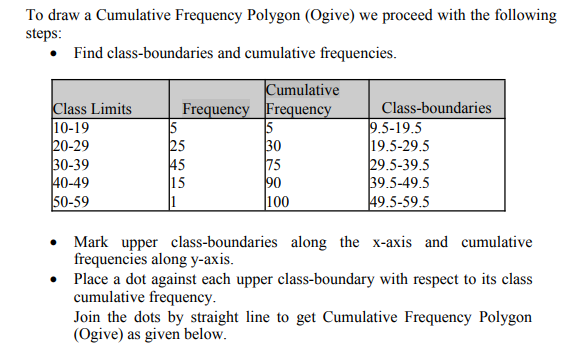 To draw a Cumulative Frequency Polygon (Ogive) we proceed with the following
steps:
• Find class-boundaries and cumulative frequencies.
Class Limits Frequency Cumulative Frequency Class-boundaries
10-19 5 5 9.5-19.5
20-29 25 30 19.5-29.5
30-39 45 75 29.5-39.5
40-49 15 90 39.5-49.5
50-59 1 100 49.5-59.5
• Mark upper class-boundaries along the x-axis and cumulative
frequencies along y-axis.
• Place a dot against each upper class-boundary with respect to its class
cumulative frequency.
Join the dots by straight line to get Cumulative Frequency Polygon
(Ogive) as given below.